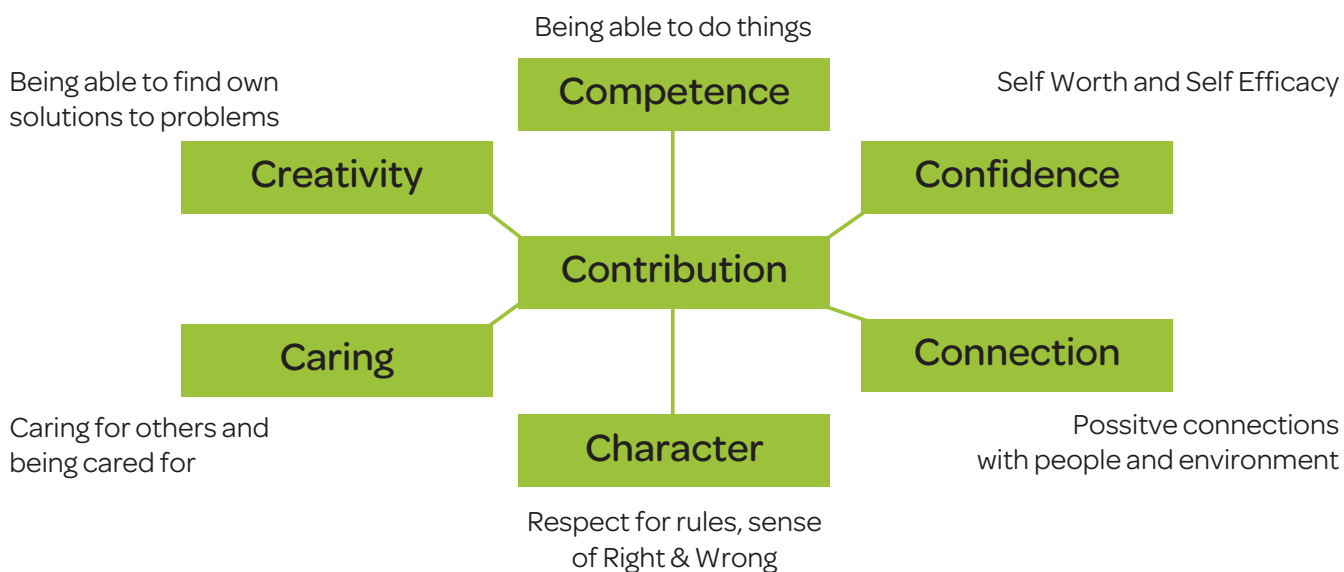 Being able to do things
Competence
Being able to find own
solutions to problems
Creativity
Self Worth and Self Efficacy
Confidence
Contribution
Caring
Caring for others and
being cared for
Connection
Possitve connections
with people and environment
Character
Respect for rules, sense
of Right & Wrong